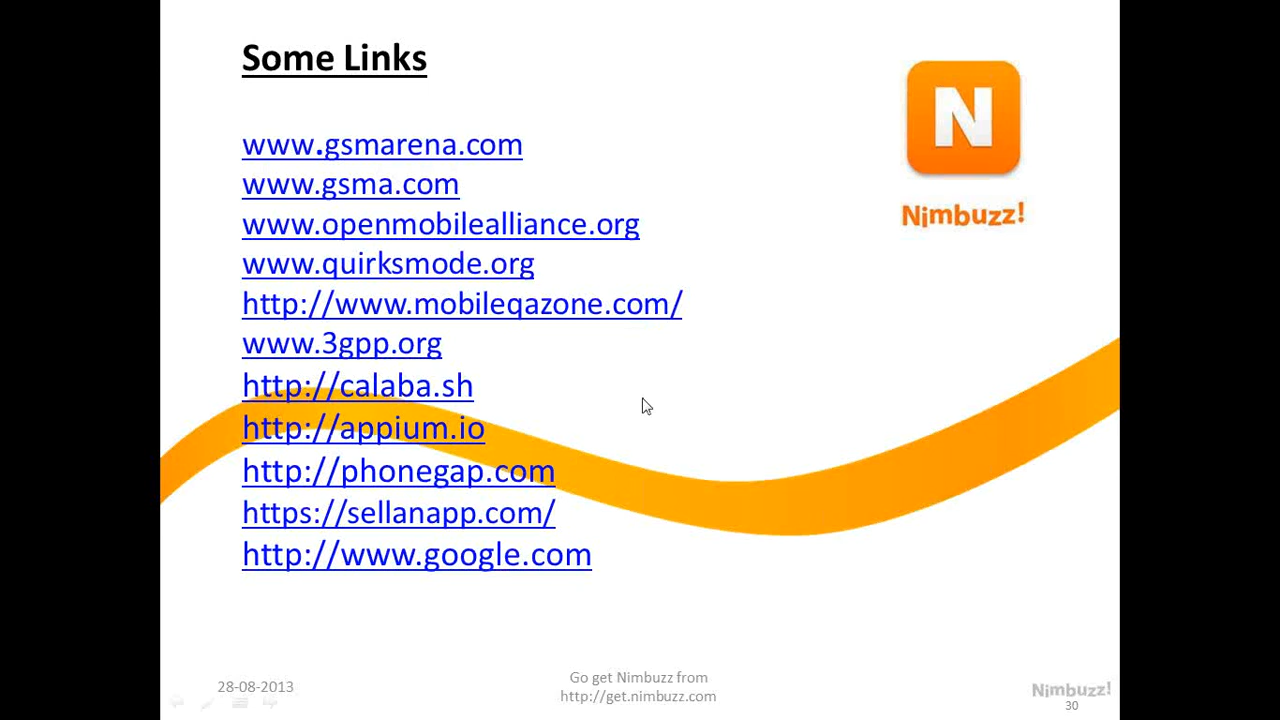 Some Links
N
Nimbuzz!
www.gsmarena.com
www.gsma.com
www.openmobilealliance.org
www.quirksmode.org
http://www.mobileqazone.com/
www.3gpp.org
http://calaba.sh
http://appium.io
http://phonegap.com
https://sellanapp.com/
http://www.google.com
28-08-2013
Go get Nimbuzz from
http://get.nimbuzz.com
Nimbuzz!
30